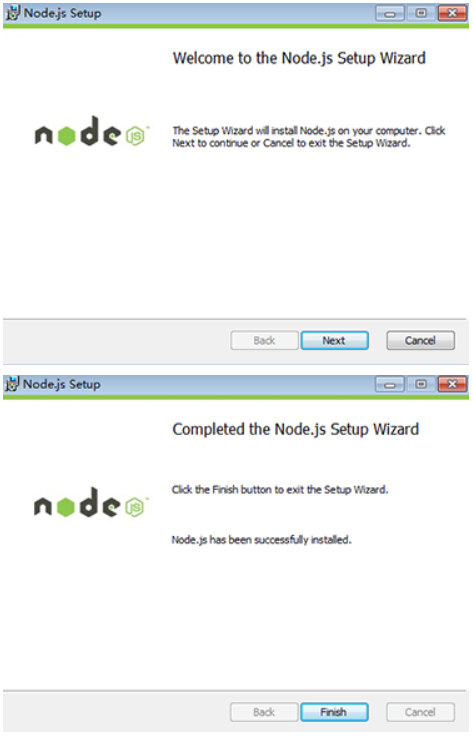 Node.js Setup
Welcome to the Node.js Setup Wizard
node JS
The Setup Wizard will install Node.js on your computer. Click
Next to continue or Cancel to exit the Setup Wizard.
Back Next Cancel
Node.js Setup
Completed the Node.js Setup Wizard
node JS
Click the Finish button to exit the Setup Wizard.
Node.js has been successfully installed.
Back Finish Cancel